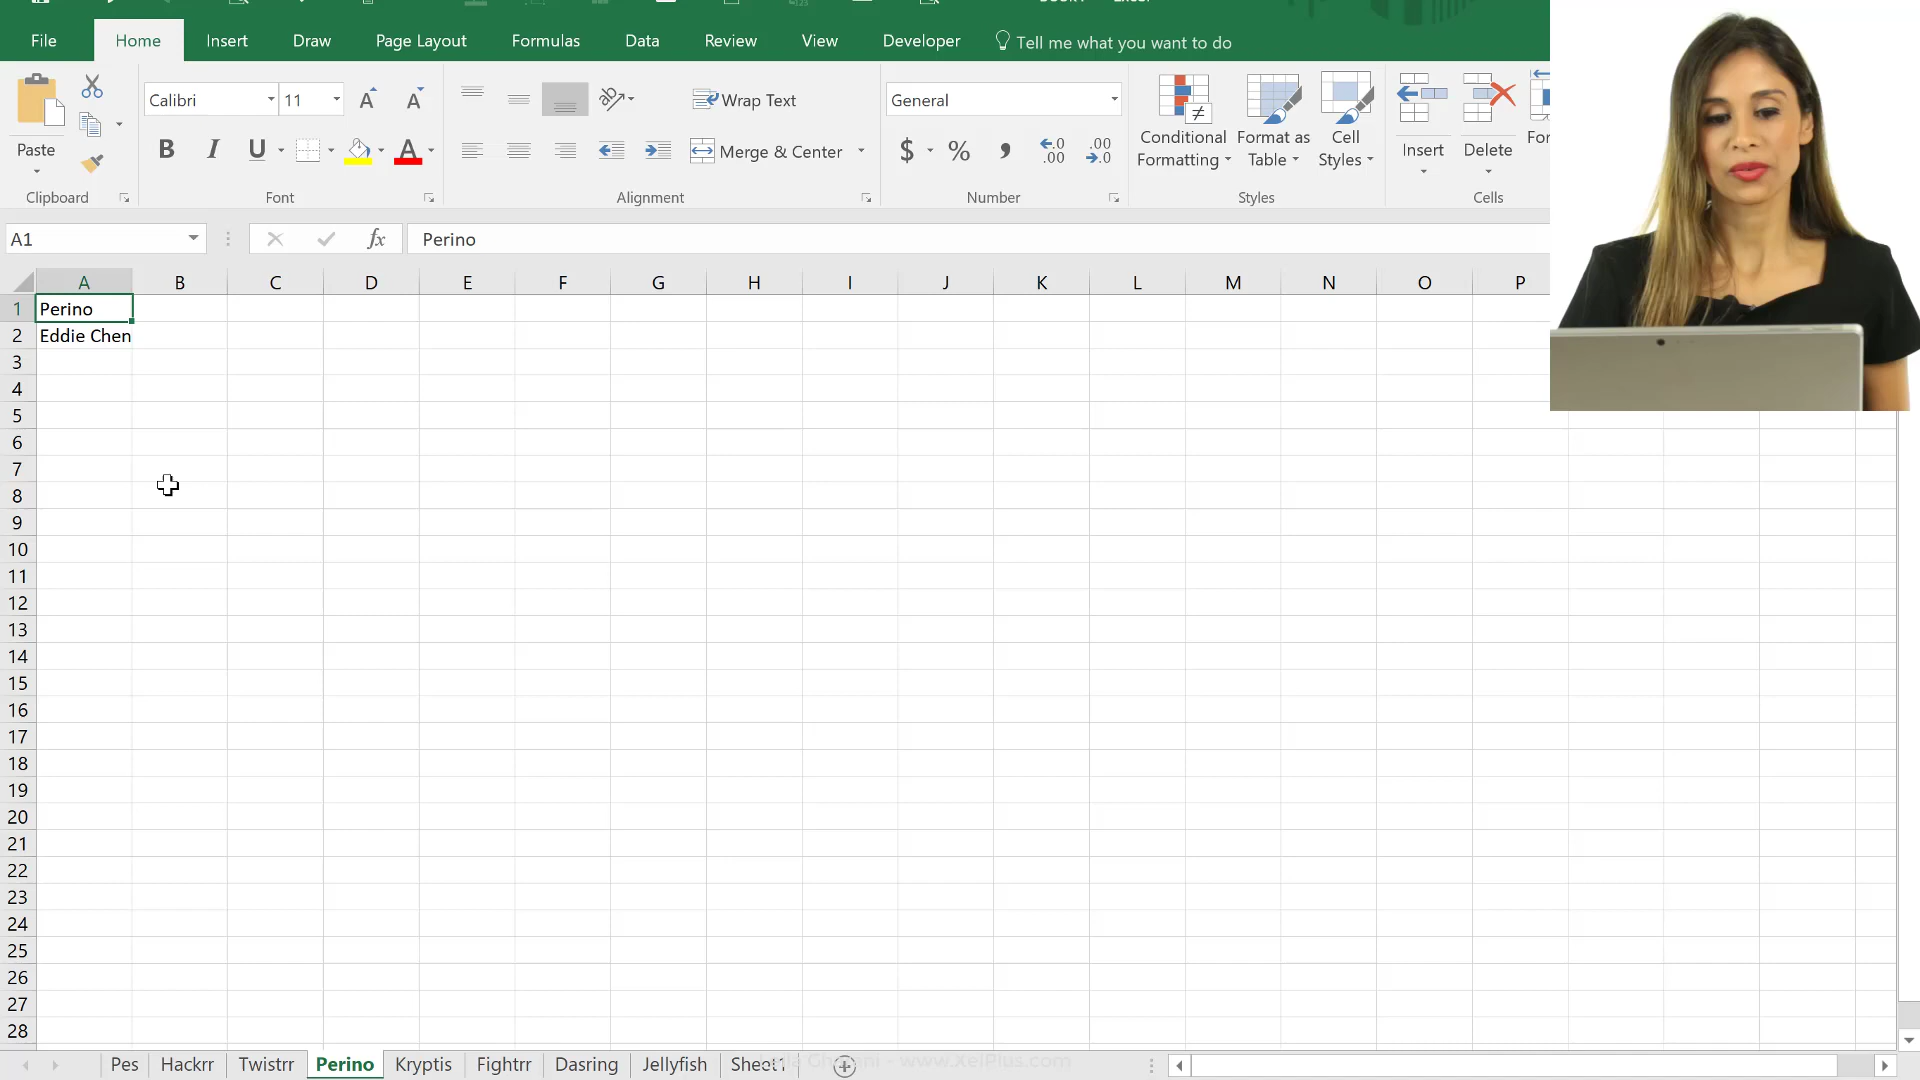 File Home Insert Draw Page Layout Formulas Data Review View Developer Tell me what you want to do
Calibri 11 Wrap Text General
Paste B I U Merge & Center $ % Conditional Formatting Format as Table Cell Styles Insert Delete
Clipboard Font Alignment Number Styles Cells
A1 fx Perino
A B C D E F G H I J K L M N O P
1 Perino
2 Eddie Chen
3
4
5
6
7
8
9
10
11
12
13
14
15
16
17
18
19
20
21
22
23
24
25
26
27
28
Pes Hackrr Twistrr Perino Kryptis Fightrr Dasring Jellyfish Sheet1
www.XelPlus.com